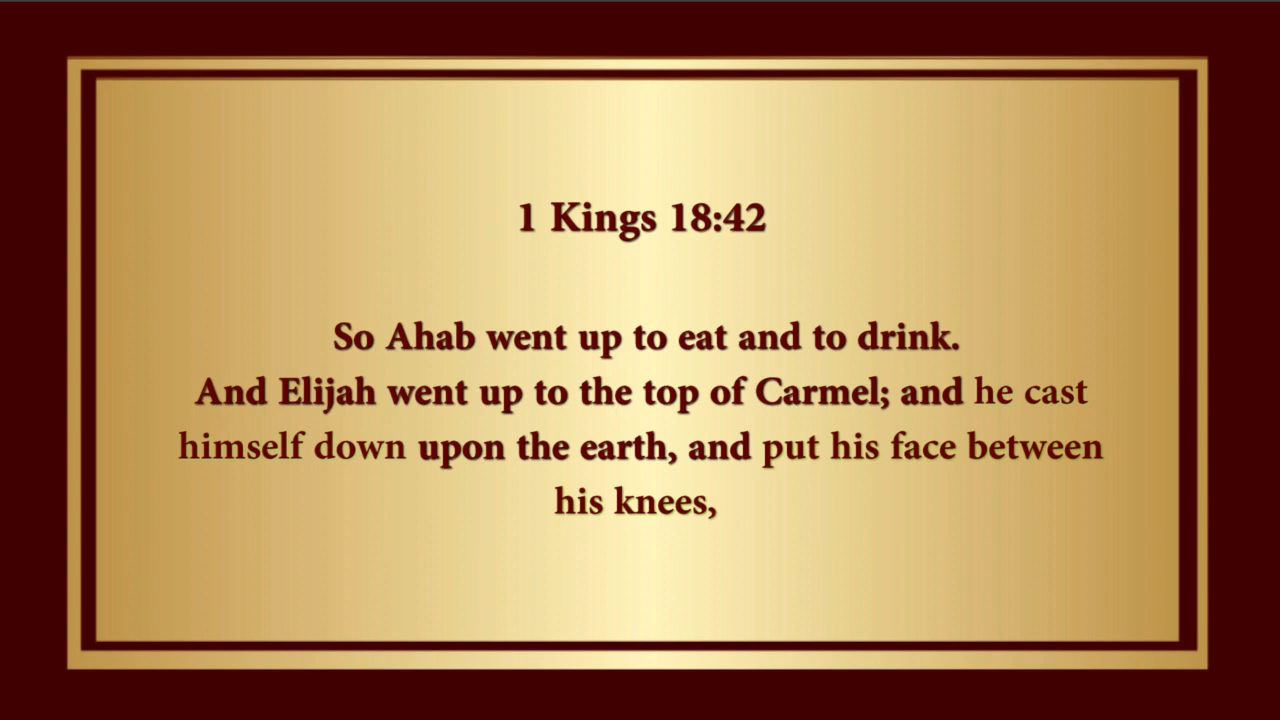 1 Kings 18:42
So Ahab went up to eat and to drink.
And Elijah went up to the top of Carmel; and he cast
himself down upon the earth, and put his face between
his knees,